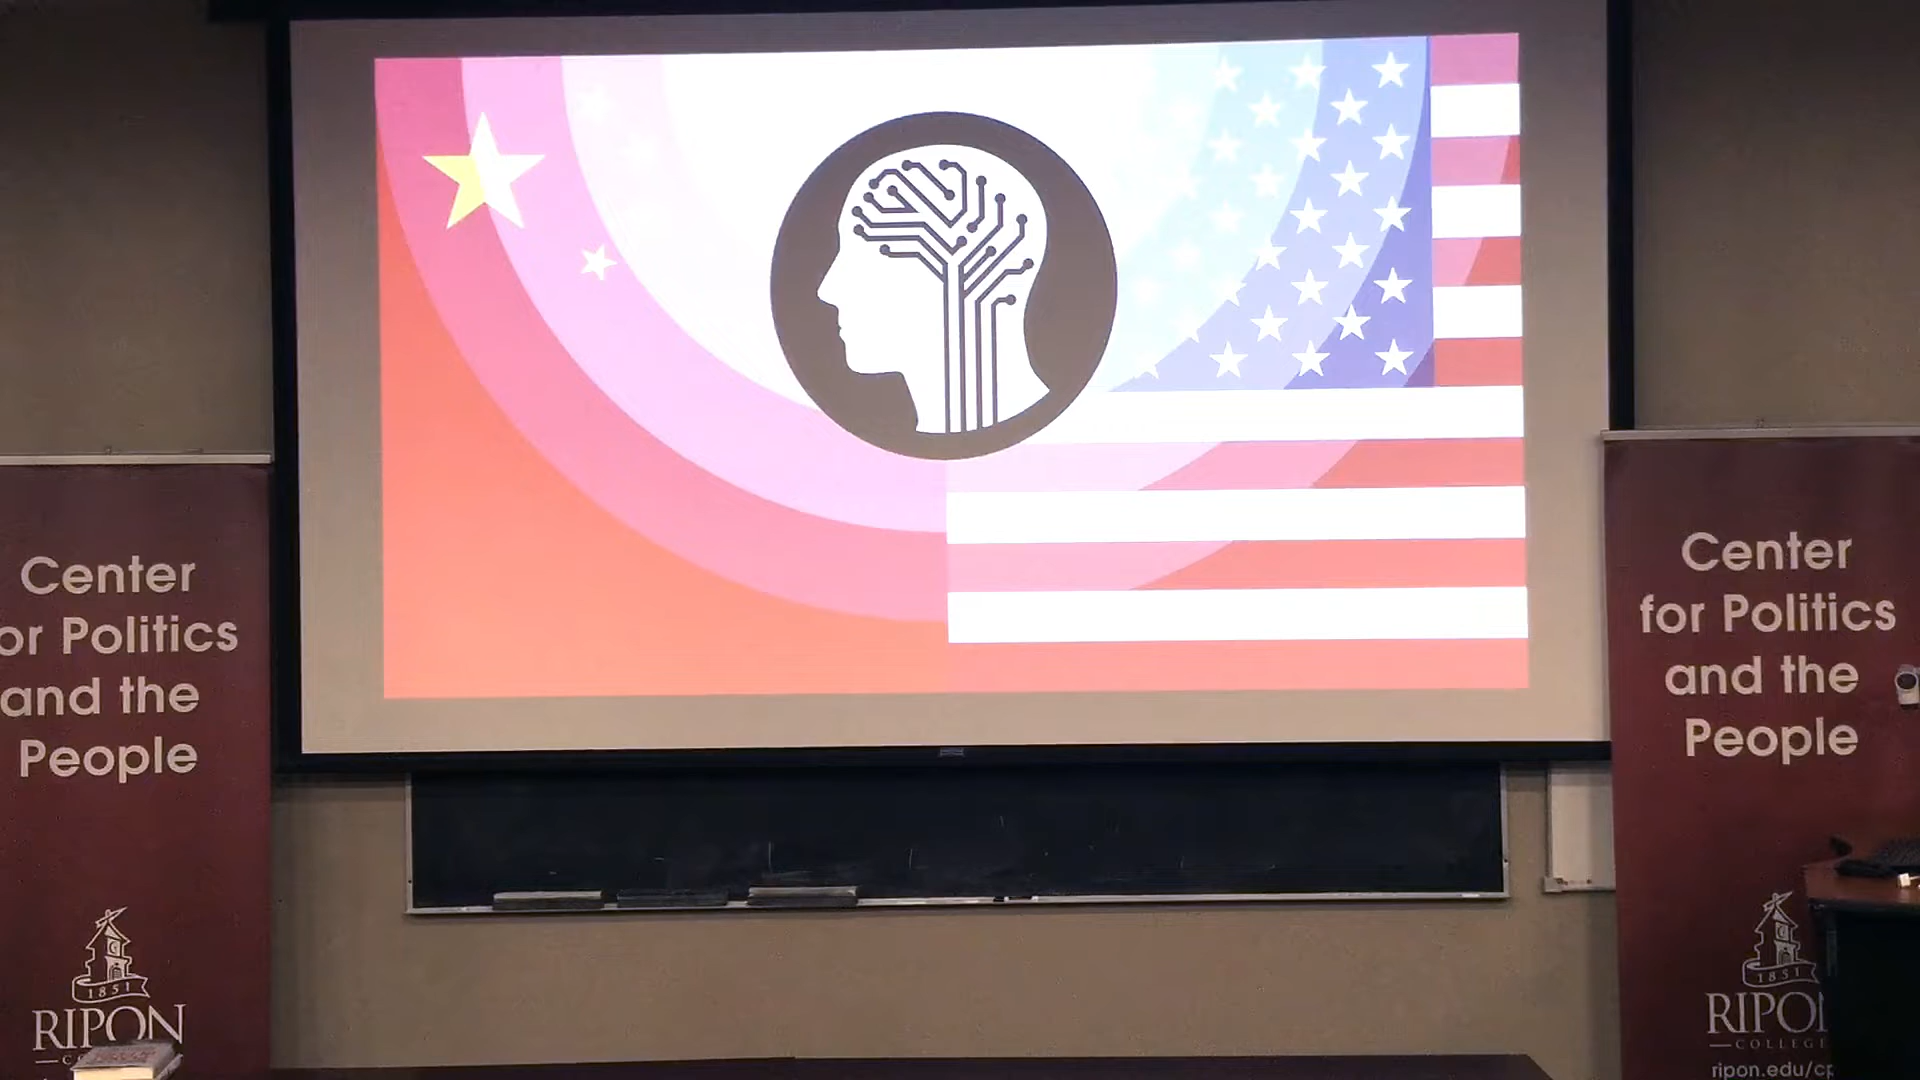 Center
or Politics
and the
People
1851
RIPON
Center
for Politics
and the
People
1851
RIPON
COLLEGE
ripon.edu/cp